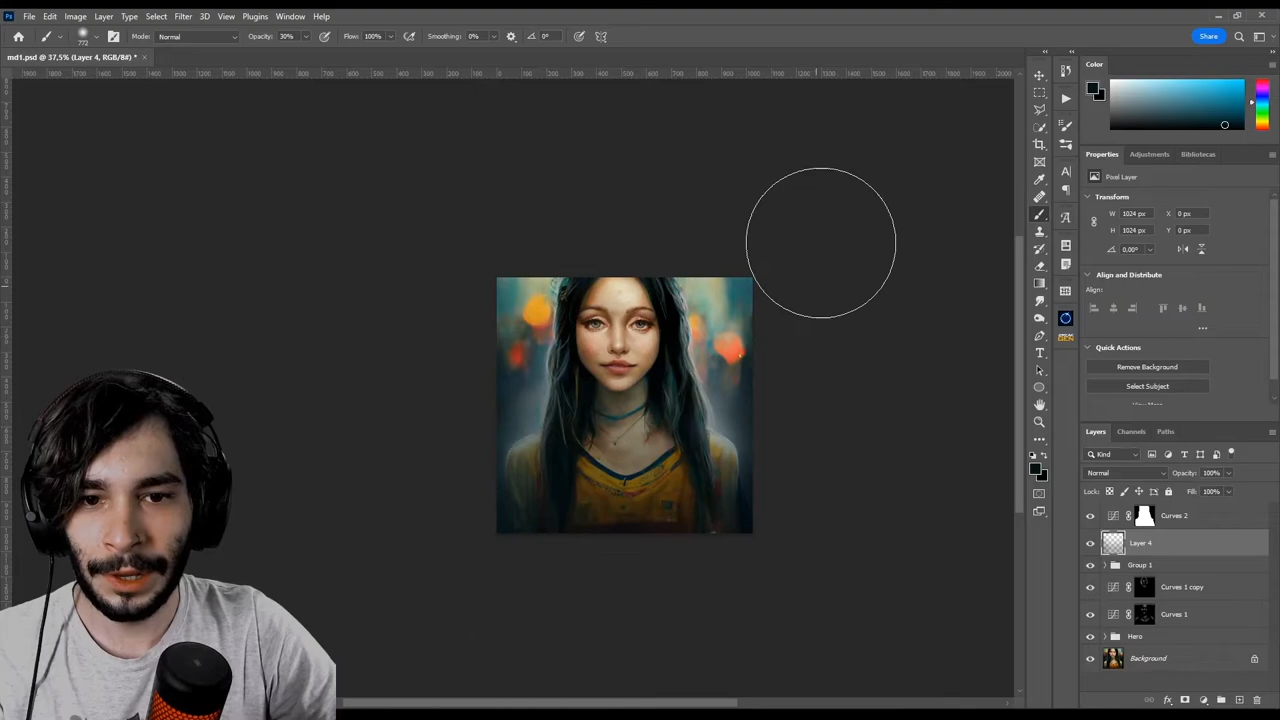 Ps File Edit Image Layer Type Select Filter 3D View Plugins Window Help
772 Mode: Normal Opacity: 30% Flow: 100% Smoothing: 0% 0° Share
md1.psd @ 37,5% (Layer 4, RGB/8#) *
Color
Properties Adjustments Bibliotecas
Pixel Layer
Transform
W 1024 px X 0 px
H 1024 px Y 0 px
0,00°
Align and Distribute
Align:
Quick Actions
Remove Background
Select Subject
Layers Channels Paths
Kind
Normal Opacity: 100%
Lock: Fill: 100%
Curves 2
Layer 4
Group 1
Curves 1 copy
Curves 1
Hero
Background